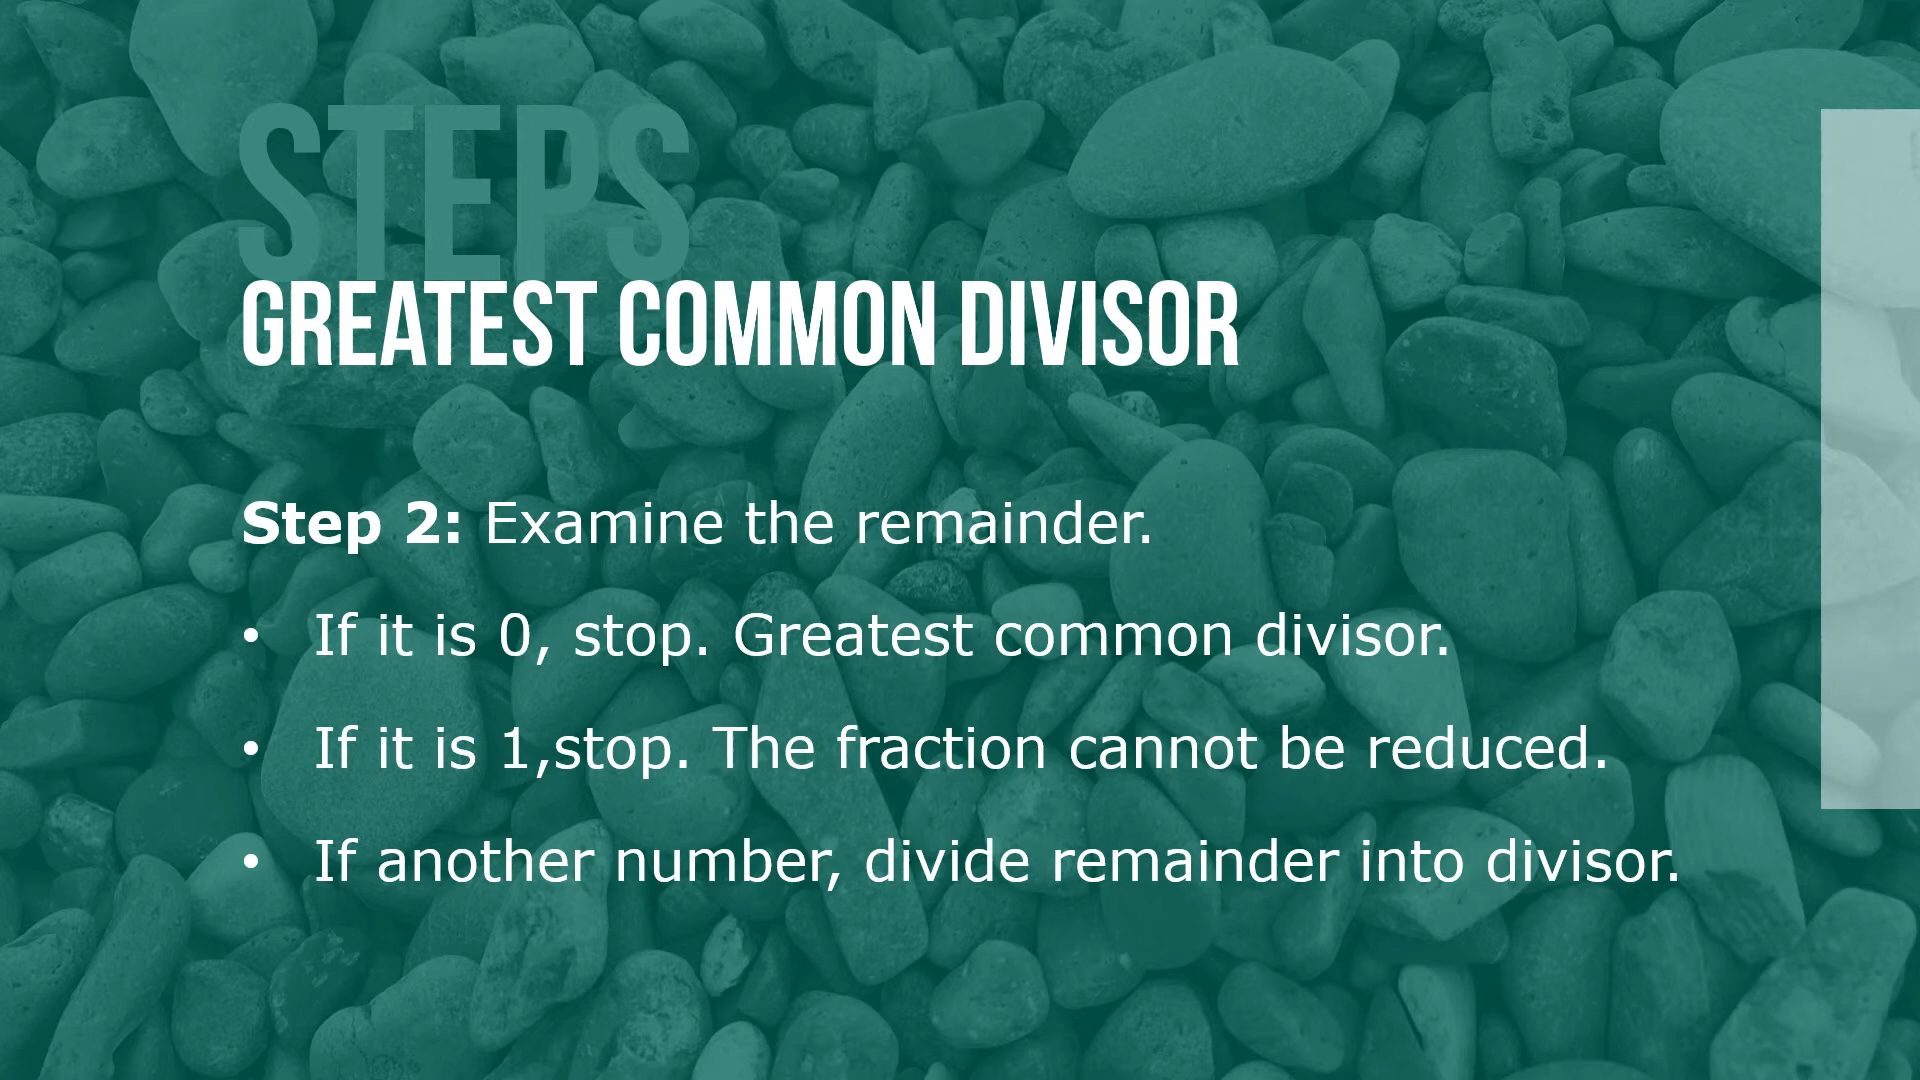 STEPS
GREATEST COMMON DIVISOR
Step 2: Examine the remainder.
• If it is 0, stop. Greatest common divisor.
• If it is 1,stop. The fraction cannot be reduced.
• If another number, divide remainder into divisor.